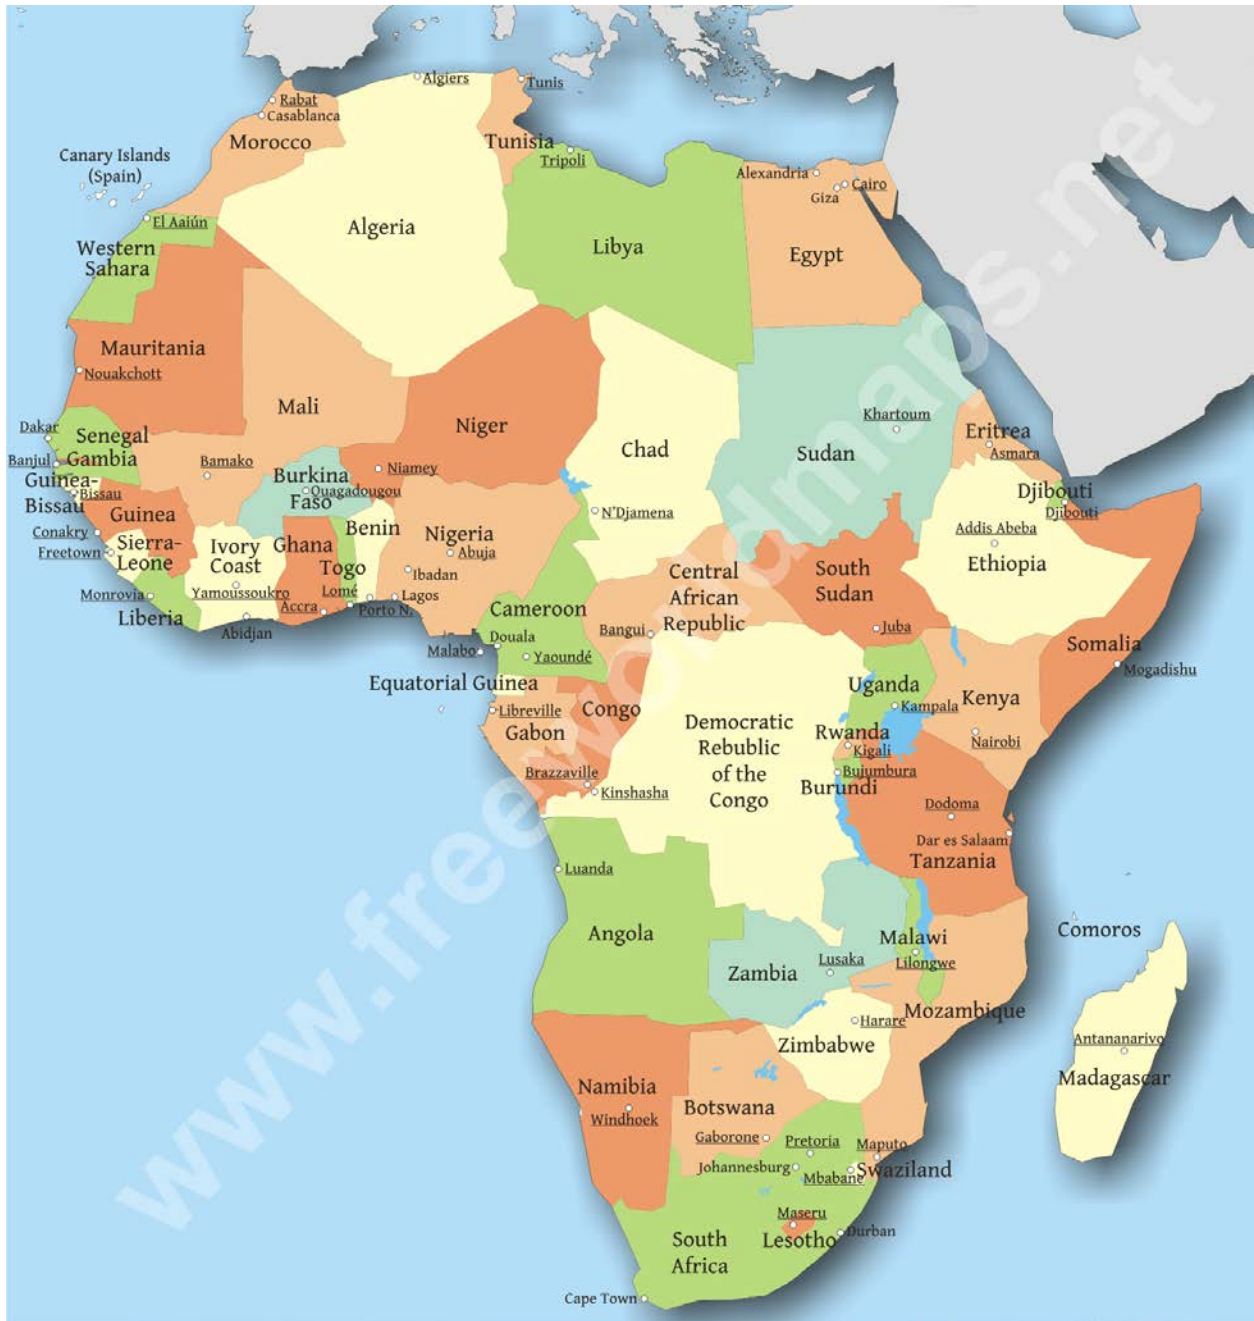 Algiers
Tunis
Rabat
Casablanca
Morocco
Tunisia
Tripoli
Canary Islands
(Spain)
Alexandria
Giza
Cairo
El Aaiún
Western
Sahara
Algeria
Libya
Egypt
Mauritania
Nouakchott
Mali
Niger
Chad
Sudan
Khartoum
Eritrea
Asmara
Dakar
Senegal
Banjul
Gambia
Guinea-
Bissau
Bissau
Bamako
Burkina
Faso
Ouagadougou
Niamey
N'Djamena
Djibouti
Djibouti
Addis Abeba
Ethiopia
Conakry
Guinea
Freetown
Sierra-
Leone
Ivory
Coast
Yamoussoukro
Ghana
Togo
Lomé
Benin
Nigeria
Abuja
Ibadan
Lagos
Porto N.
Accra
Monrovia
Liberia
Abidjan
Central
African
Republic
Bangui
South
Sudan
Juba
Somalia
Mogadishu
Cameroon
Douala
Yaoundé
Malabo
Equatorial Guinea
Libreville
Gabon
Congo
Brazzaville
Kinshasha
Democratic
Rebublic
of the
Congo
Uganda
Kampala
Kenya
Nairobi
Rwanda
Kigali
Bujumbura
Burundi
Dodoma
Dar es Salaam
Tanzania
Luanda
Angola
Zambia
Lusaka
Malawi
Lilongwe
Comoros
Mozambique
Harare
Zimbabwe
Antananarivo
Madagascar
Namibia
Windhoek
Botswana
Gaborone
Pretoria
Johannesburg
Maputo
Mbabane
Swaziland
Maseru
Lesotho
Durban
South
Africa
Cape Town
www.freeworldmaps.net